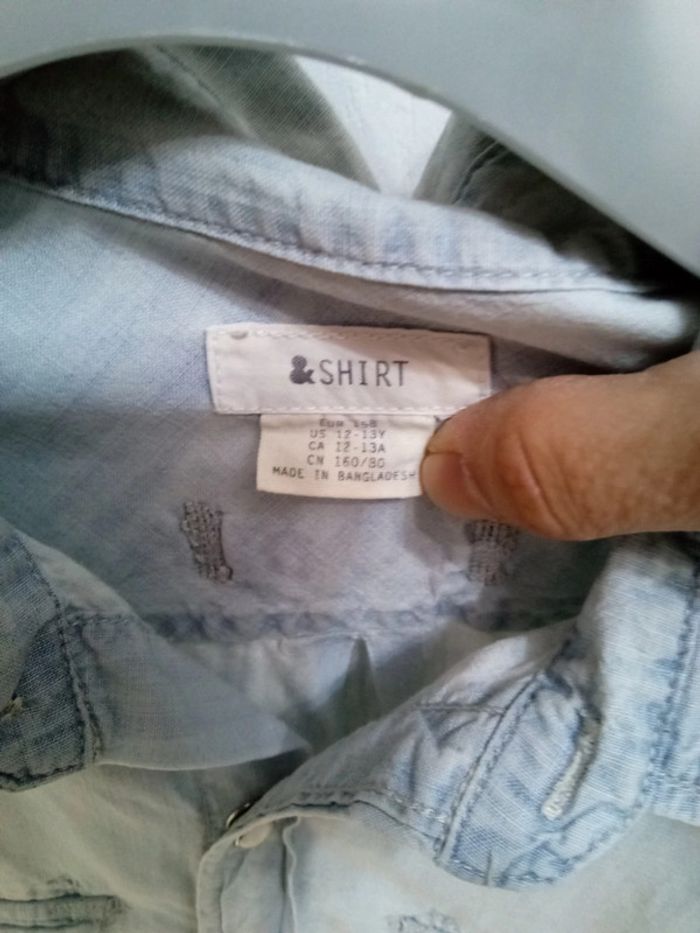 &SHIRT
EUR 158
US 12-13Y
CA 12-13A
CN 160/80
MADE IN BANGLADESH